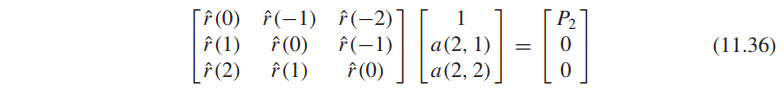 [r̂(0) r̂(−1) r̂(−2)] [1] [P₂]
[r̂(1) r̂(0) r̂(−1)] [a(2, 1)] = [0] (11.36)
[r̂(2) r̂(1) r̂(0)] [a(2, 2)] [0]